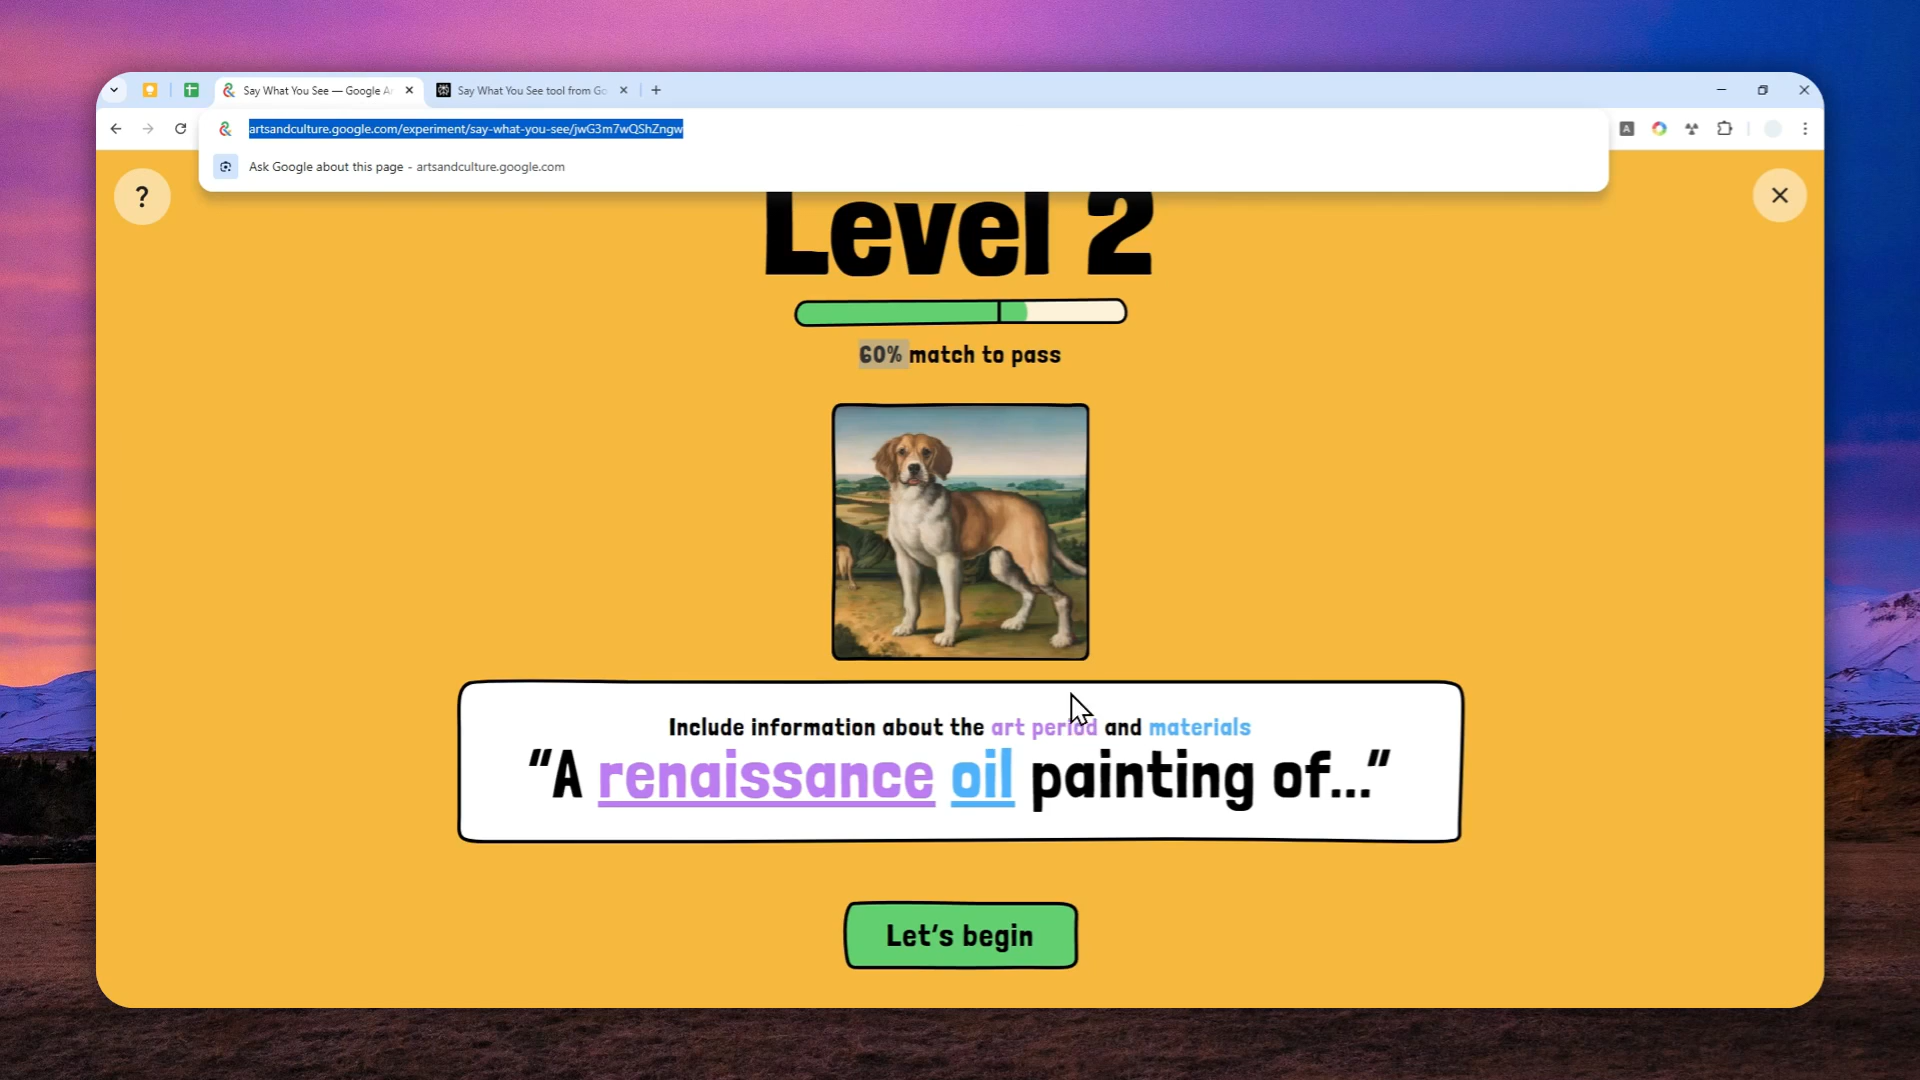 Say What You See — Google Ar
Say What You See tool from Go
artsandculture.google.com/experiment/say-what-you-see/jwG3m7wQShZngw
A
Ask Google about this page - artsandculture.google.com
?
Level 2
60% match to pass
Include information about the art period and materials
“A renaissance oil painting of...”
Let’s begin